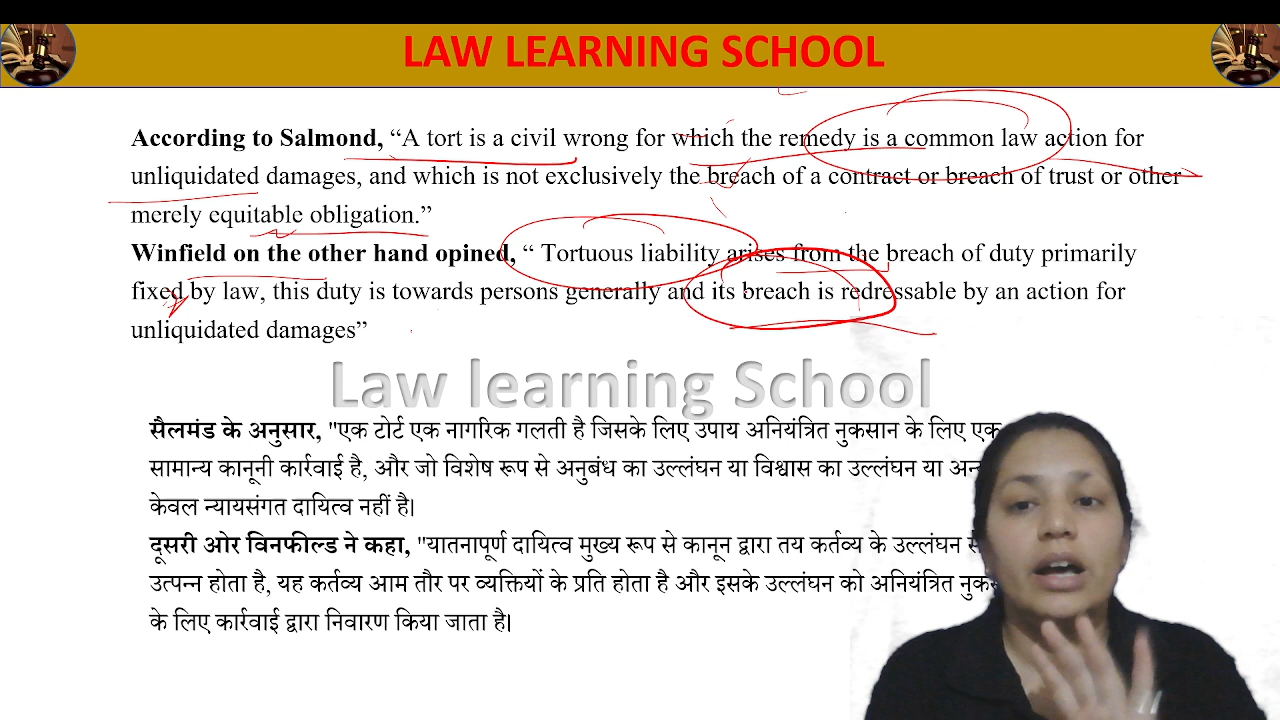 LAW LEARNING SCHOOL
According to Salmond, “A tort is a civil wrong for which the remedy is a common law action for
unliquidated damages, and which is not exclusively the breach of a contract or breach of trust or other
merely equitable obligation.”
Winfield on the other hand opined, “ Tortuous liability arises from the breach of duty primarily
fixed by law, this duty is towards persons generally and its breach is redressable by an action for
unliquidated damages”
Law learning School
सैलमंड के अनुसार, "एक टोर्ट एक नागरिक गलती है जिसके लिए उपाय अनियंत्रित नुकसान के लिए एक
सामान्य कानूनी कार्रवाई है, और जो विशेष रूप से अनुबंध का उल्लंघन या विश्वास का उल्लंघन या
केवल न्यायसंगत दायित्व नहीं है।
दूसरी ओर विनफील्ड ने कहा, "यातनापूर्ण दायित्व मुख्य रूप से कानून द्वारा तय कर्तव्य के उल्लंघन
उत्पन्न होता है, यह कर्तव्य आम तौर पर व्यक्तियों के प्रति होता है और इसके उल्लंघन को अनियंत्रित
के लिए कार्रवाई द्वारा निवारण किया जाता है।